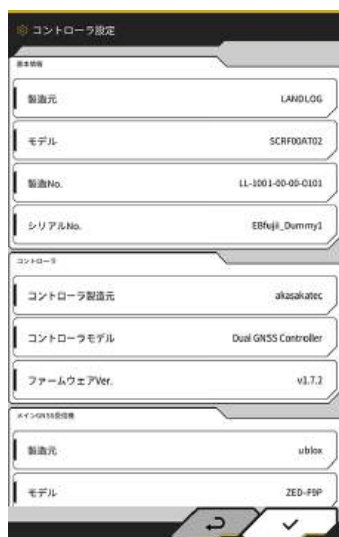 コントローラ設定
基本情報
製造元 LANDLOG
モデル SCRF00AT02
製造No. LL-1001-00-00-0101
シリアルNo. EBfujii_Dummy1
コントローラ
コントローラ製造元 akasakatec
コントローラモデル Dual GNSS Controller
ファームウェアVer. v3.7.2
メインGNSS受信機
製造元 ublox
モデル ZED-F9P